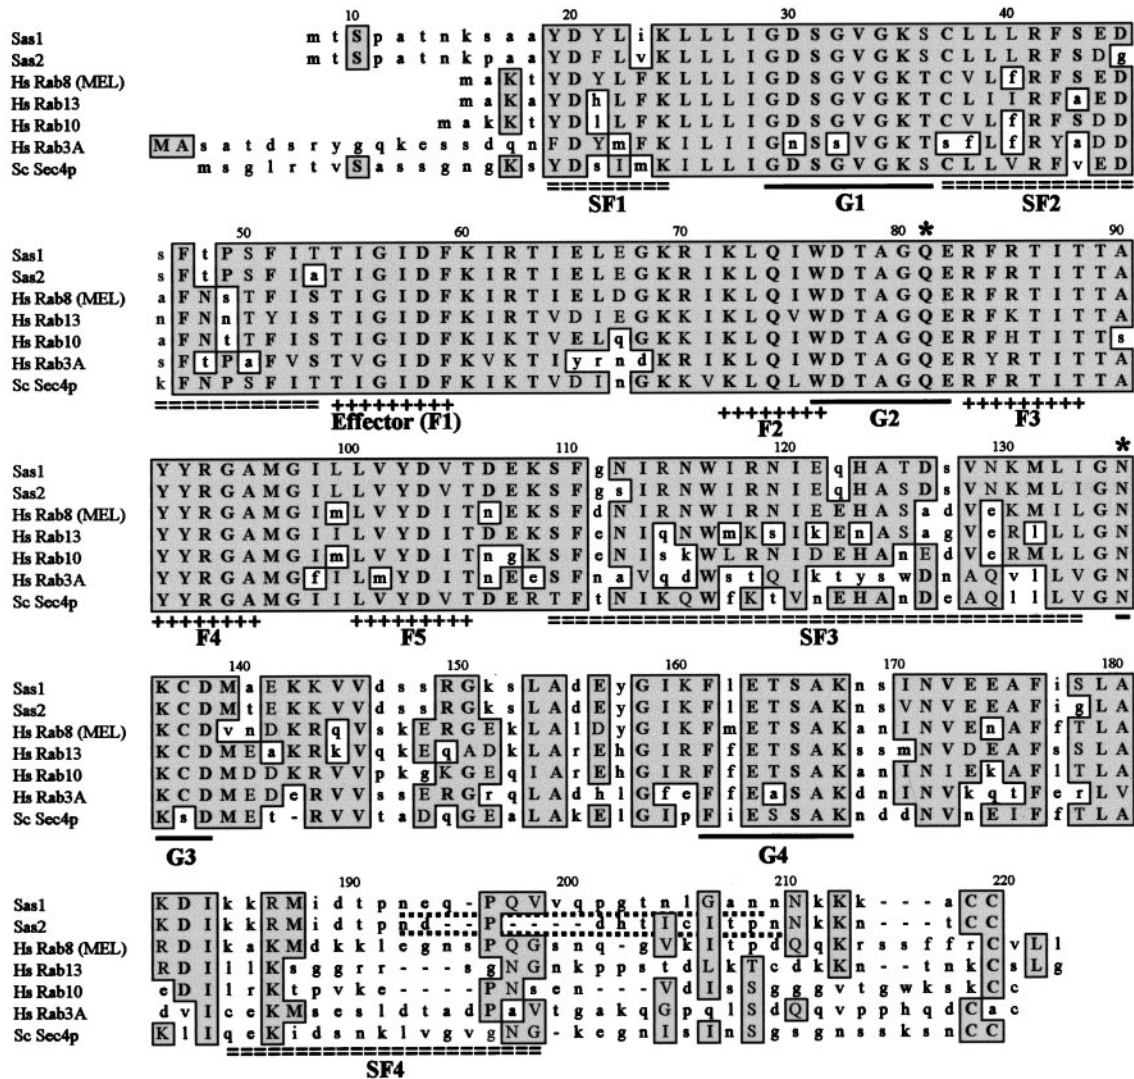 10 20 30 40
Sas1 m t S p a t n k s a a Y D Y L i K L L L I G D S G V G K S C L L L R F S E D
Sas2 m t S p a t n k p a a Y D F L v K L L L I G D S G V G K S C L L L R F S D g
Hs Rab8 (MEL) m a K t Y D Y L F K L L L I G D S G V G K T C V L f R F S E D
Hs Rab13 m a K a Y D h L F K L L L I G D S G V G K T C L I I R F a E D
Hs Rab10 m a k K t Y D l L F K L L L I G D S G V G K T C V L f R F S D D
Hs Rab3A M A s a t d s r y g q k e s s d q n F D Y m F K I L I I G n S s V G K T s f L f R Y a D D
Sc Sec4p m s g l r t v S a s s g n g K s Y D s I m K L L L I G D S G V G K S C L L V R F v E D
SF1 G1 SF2
50 60 70 80 * 90
Sas1 s F t P S F I T T I G I D F K I R T I E L E G K R I K L Q I W D T A G Q E R F R T I T T A
Sas2 s F t P S F I a T I G I D F K I R T I E L E G K R I K L Q I W D T A G Q E R F R T I T T A
Hs Rab8 (MEL) a F N s T F I S T I G I D F K I R T I E L D G K R I K L Q I W D T A G Q E R F R T I T T A
Hs Rab13 n F N n T Y I S T I G I D F K I R T V D I E G K K I K L Q V W D T A G Q E R F K T I T T A
Hs Rab10 a F N t T F I S T I G I D F K I K T V E L q G K K I K L Q I W D T A G Q E R F H T I T T s
Hs Rab3A s F t P a F V S T V G I D F K V K T I y r n d K R I K L Q I W D T A G Q E R Y R T I T T A
Sc Sec4p k F N P S F I T T I G I D F K I K T V D I n G K K V K L Q L W D T A G Q E R F R T I T T A
Effector (F1) F2 G2 F3
100 110 120 130 *
Sas1 Y Y R G A M G I L L V Y D V T D E K S F g N I R N W I R N I E q H A T D s V N K M L I G N
Sas2 Y Y R G A M G I L L V Y D V T D E K S F g s I R N W I R N I E q H A S D s V N K M L I G N
Hs Rab8 (MEL) Y Y R G A M G I m L V Y D I T n E K S F d N I R N W I R N I E E H A S a d V e K M I L G N
Hs Rab13 Y Y R G A M G I I L V Y D I T D E K S F e N I q N W m K s I k E n A S a g V e R l L L G N
Hs Rab10 Y Y R G A M G I m L V Y D I T n g K S F e N I s k W L R N I D E H A n E d V e R M L L G N
Hs Rab3A Y Y R G A M G f I L m Y D I T n E e S F n a V q d W s t Q I k t y s w D n A Q v l L V G N
Sc Sec4p Y Y R G A M G I I L V Y D V T D E R T F t N I K Q W f K t V n E H A n D e A Q l l L V G N
F4 F5 SF3
140 150 160 170 180
Sas1 K C D M a E K K V V d s s R G k s L A d E y G I K F l E T S A K n s I N V E E A F i S L A
Sas2 K C D M t E K K V V d s s R G K s L A d E y G I K F l E T S A K n s V N V E E A F i g L A
Hs Rab8 (MEL) K C D v n D K R q V s k E R G E k L A l D y G I K F m E T S A K a n I N V E n A F f T L A
Hs Rab13 K C D M E a K R k V q k E q A D k L A r E H g I R F f E T S A K s s m N V D E A F s S L A
Hs Rab10 K C D M D D K R V V p k g K G E q I A r E h G I R F f E T S A K a n I N I E k A F l T L A
Hs Rab3A K C D M E D e R V V s s E R G r q L A d h l G f e F f E a S A K d n I N V k q t F e r L V
Sc Sec4p K s D M E t - R V V t a D q G E a L A k E l G I p F i E S S A K n d d N V n E I F f T L A
G3 G4
190 200 210 220
Sas1 K D I k k R M i d t p n e q - P Q V v q p g t n l G a n n N k K k - - - a C C
Sas2 K D I k k R M i d t p n d - - P - - - - d h t I C I t p n N K k n - - - t C C
Hs Rab8 (MEL) R D I k a K M d k k l e g n s P Q G s n q - g V k I t p d Q q K r s s f f r C v L l
Hs Rab13 R D I l l K s g g r r - - - s g N G n k p p s t d L k T c d k K n - - t n k C s L g
Hs Rab10 e D I l r K t p v k e - - - - P N s e n - - - V d I s S g g g v t g w k s k C c
Hs Rab3A d v I c e K M s e s l d t a d P a V t g a k q G p q L s d Q q v p p h q d C a c
Sc Sec4p K l I q e K i d s n k l v g v g N G - k e g n I s I N S g s g n s s k s n C C
SF4